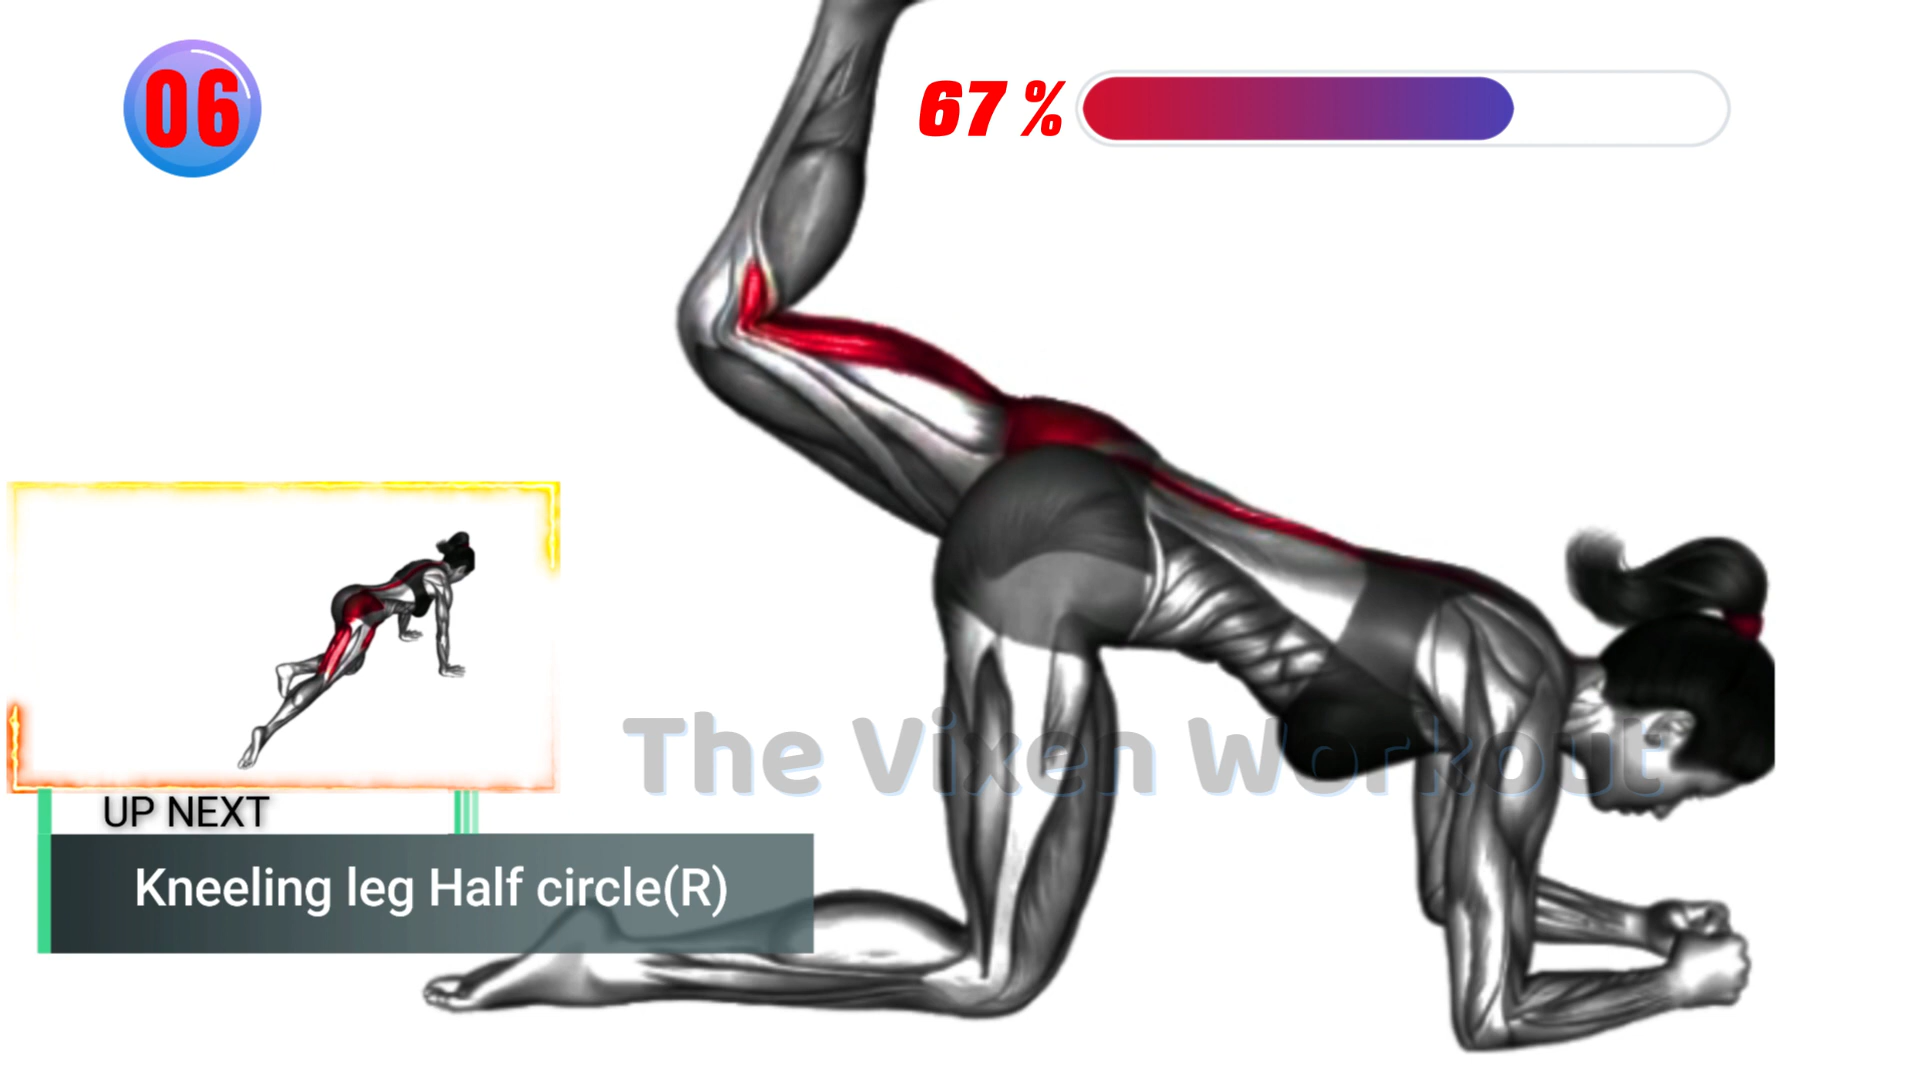 06
67 %
The Vixen Workout
UP NEXT
Kneeling leg Half circle(R)